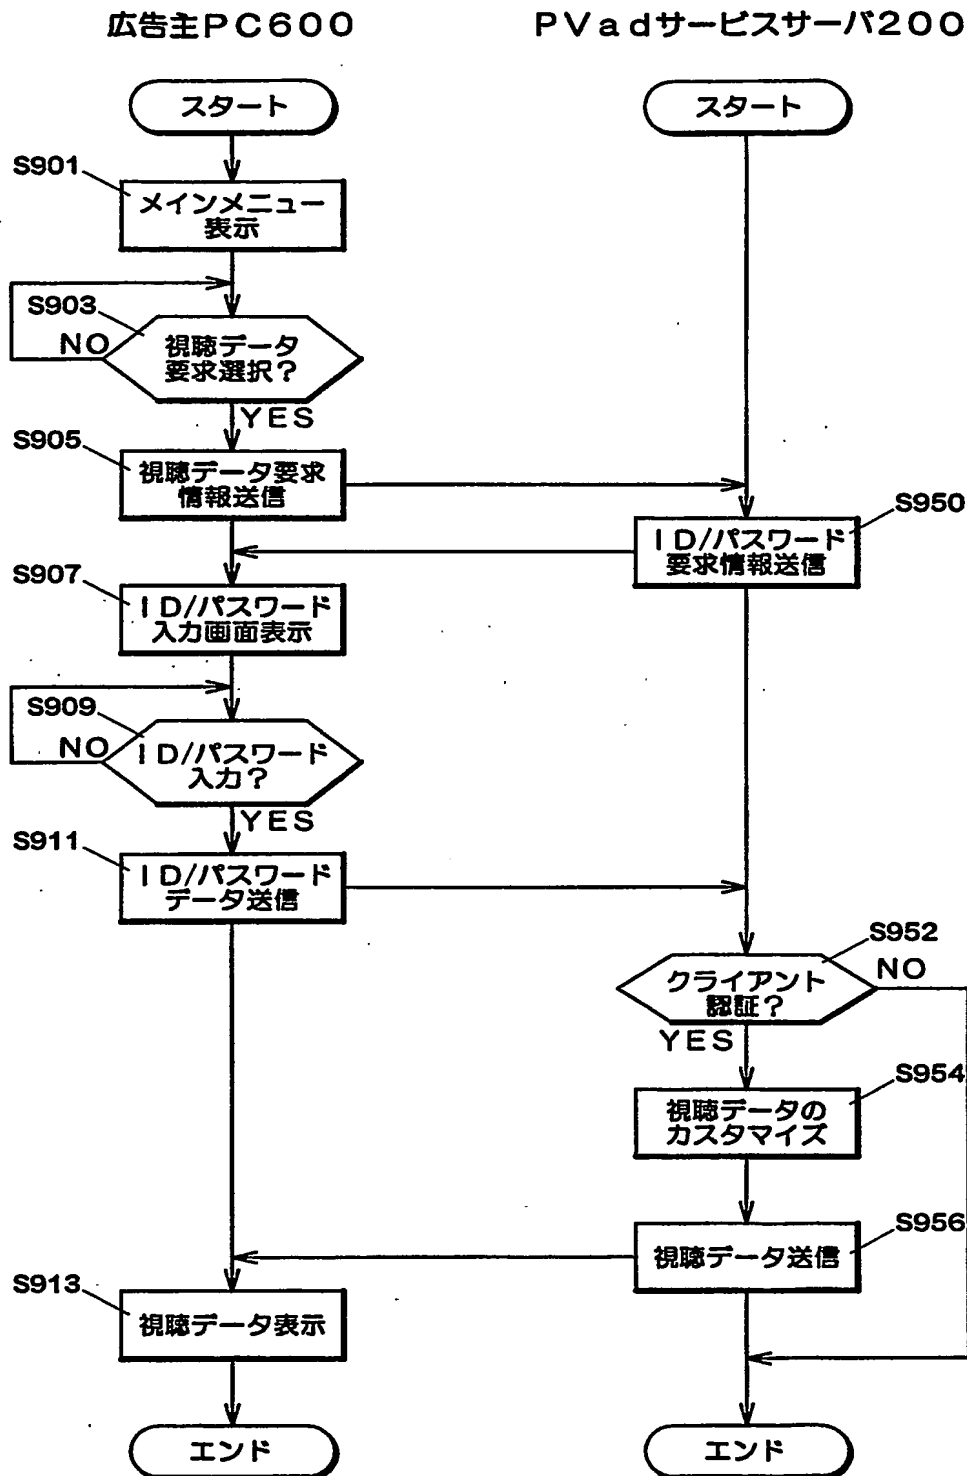 広告主PC600
PVadサービスサーバ200
スタート
スタート
S901
メインメニュー
表示
S903
NO
視聴データ
要求選択?
YES
S905
視聴データ要求
情報送信
S950
ID/パスワード
要求情報送信
S907
ID/パスワード
入力画面表示
S909
NO
ID/パスワード
入力?
YES
S911
ID/パスワード
データ送信
S952
クライアント
認証?
NO
YES
S954
視聴データの
カスタマイズ
S956
視聴データ送信
S913
視聴データ表示
エンド
エンド